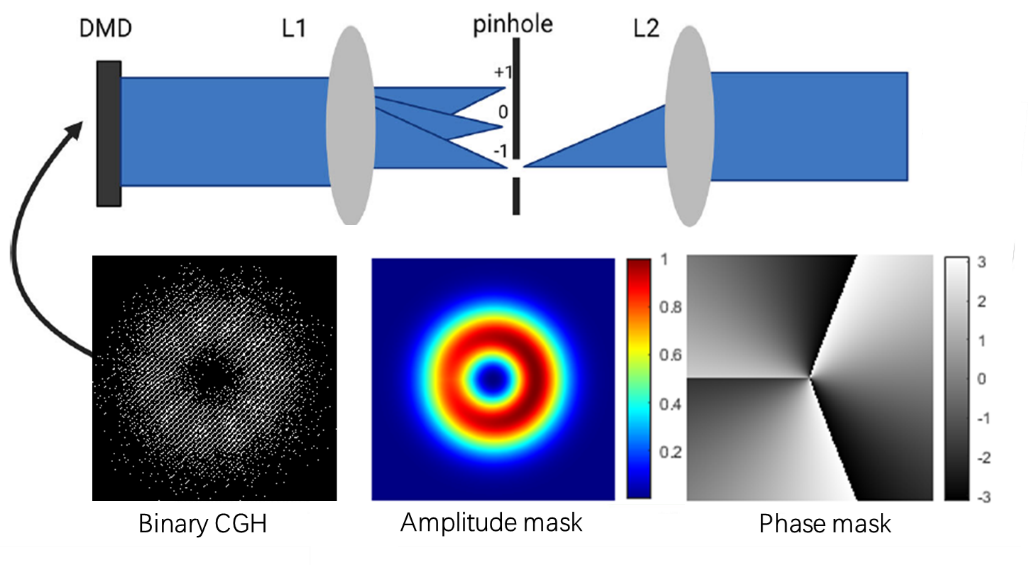 DMD
L1
pinhole
L2
+1
0
-1
1
0.8
0.6
0.4
0.2
3
2
1
0
-1
-2
-3
Binary CGH
Amplitude mask
Phase mask